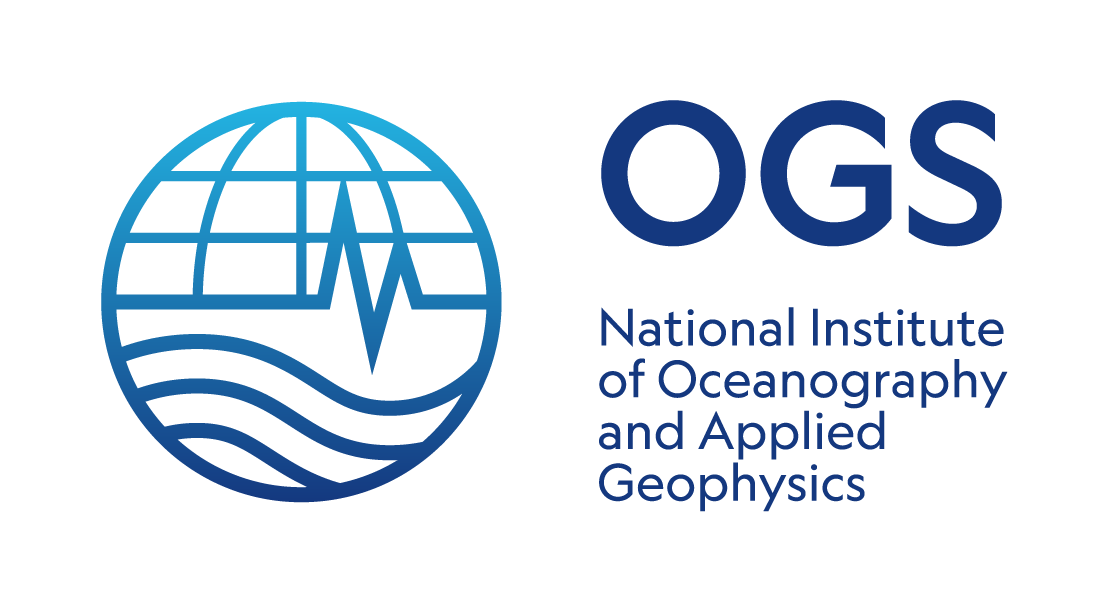 OGS
National Institute
of Oceanography
and Applied
Geophysics